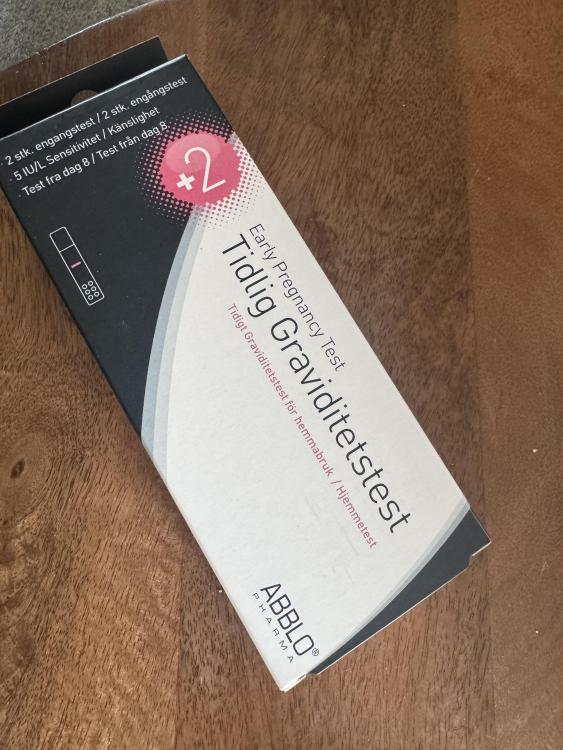 2 stk. engangstest / 2 stk. engångstest
· 5 IU/L Sensitivitet / Känslighet
· Test fra dag 8 / Test från dag 8
+2
Early Pregnancy Test
Tidlig Graviditetstest
Tidigt Graviditetstest för hemmabruk / Hjemmetest
ABBLO®
PHARMA